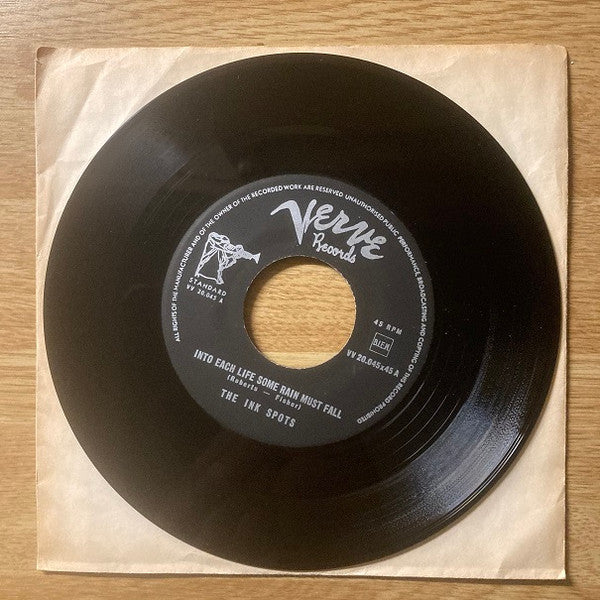 ALL RIGHTS OF THE MANUFACTURER AND OF THE OWNER OF THE RECORDED WORK ARE RESERVED. UNAUTHORISED PUBLIC PERFORMANCE, BROADCASTING AND COPYING OF THIS RECORD PROHIBITED
Verve
Records
STANDARD
VV 20.045 A
45 RPM
B.I.E.M.
VV 20.045x45 A
INTO EACH LIFE SOME RAIN MUST FALL
(Roberts — Fisher)
THE INK SPOTS